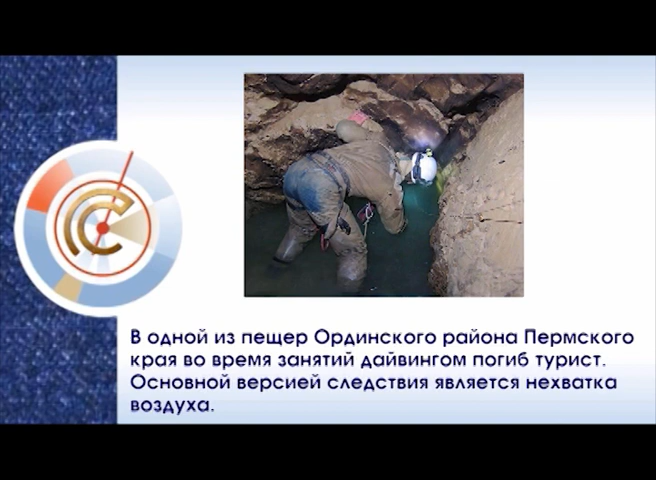 В одной из пещер Ординского района Пермского
края во время занятий дайвингом погиб турист.
Основной версией следствия является нехватка
воздуха.